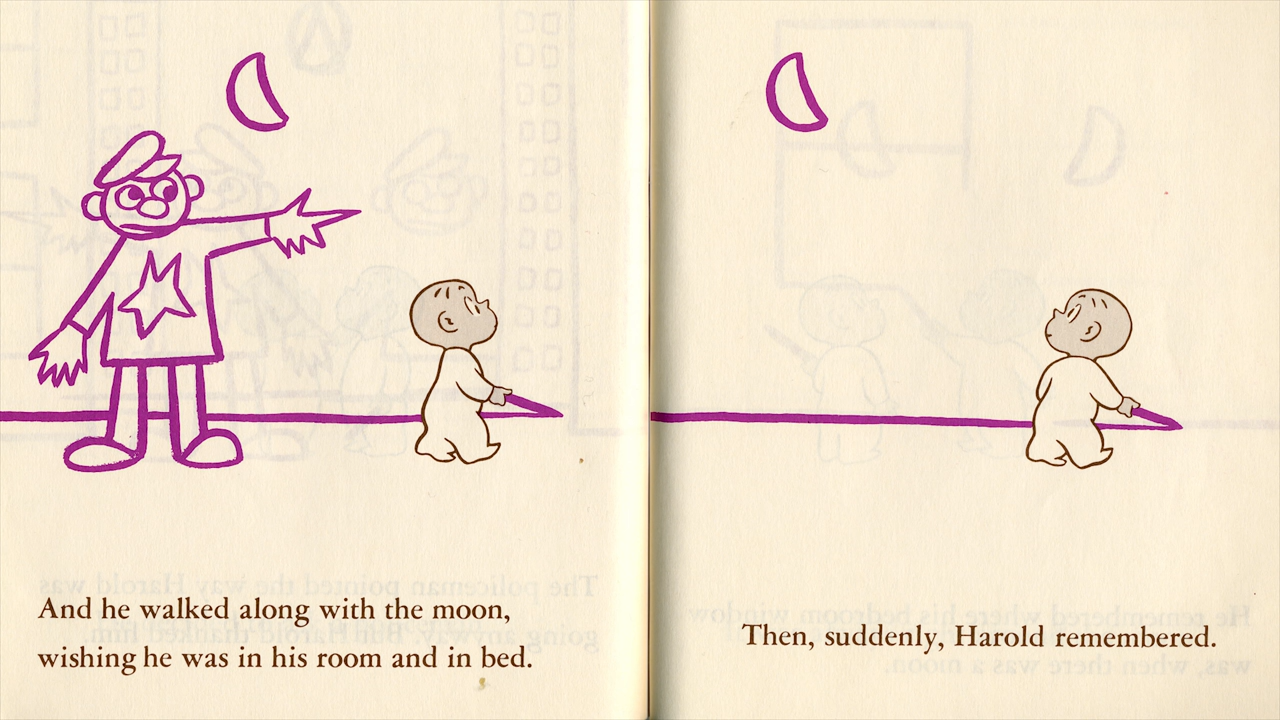 And he walked along with the moon,
wishing he was in his room and in bed.
Then, suddenly, Harold remembered.